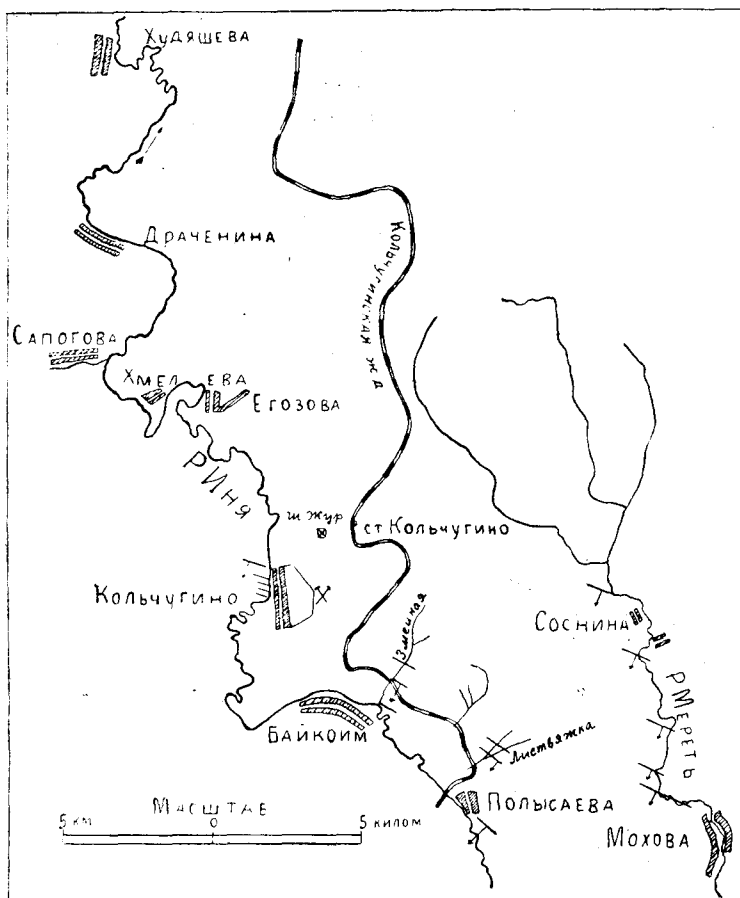 Худяшева
Драченина
Кольчугинская ж д
Сапогова
Хмелева
Егозова
Р Иня
ш Жур
ст Кольчугино
Кольчугино
Змеиная
Соснина
Р Мереть
Байкоим
Листвяжка
Полысаева
Мохова
Масштаб
5 км 0 5 килом